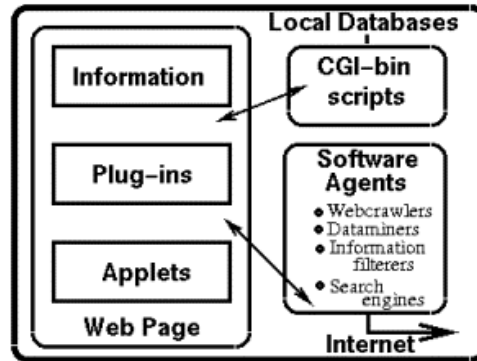 Information
Plug-ins
Applets
Web Page
Local Databases
CGI-bin
scripts
Software
Agents
Webcrawlers
Dataminers
Information
filterers
Search
engines
Internet